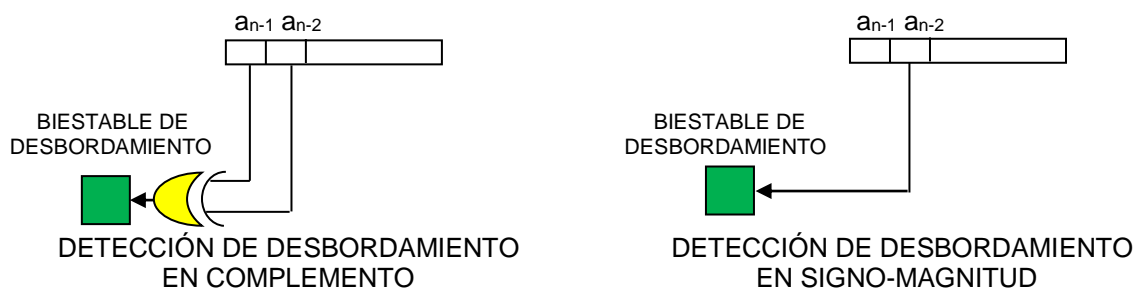 an-1 an-2
BIESTABLE DE
DESBORDAMIENTO
DETECCIÓN DE DESBORDAMIENTO
EN COMPLEMENTO
an-1 an-2
BIESTABLE DE
DESBORDAMIENTO
DETECCIÓN DE DESBORDAMIENTO
EN SIGNO-MAGNITUD